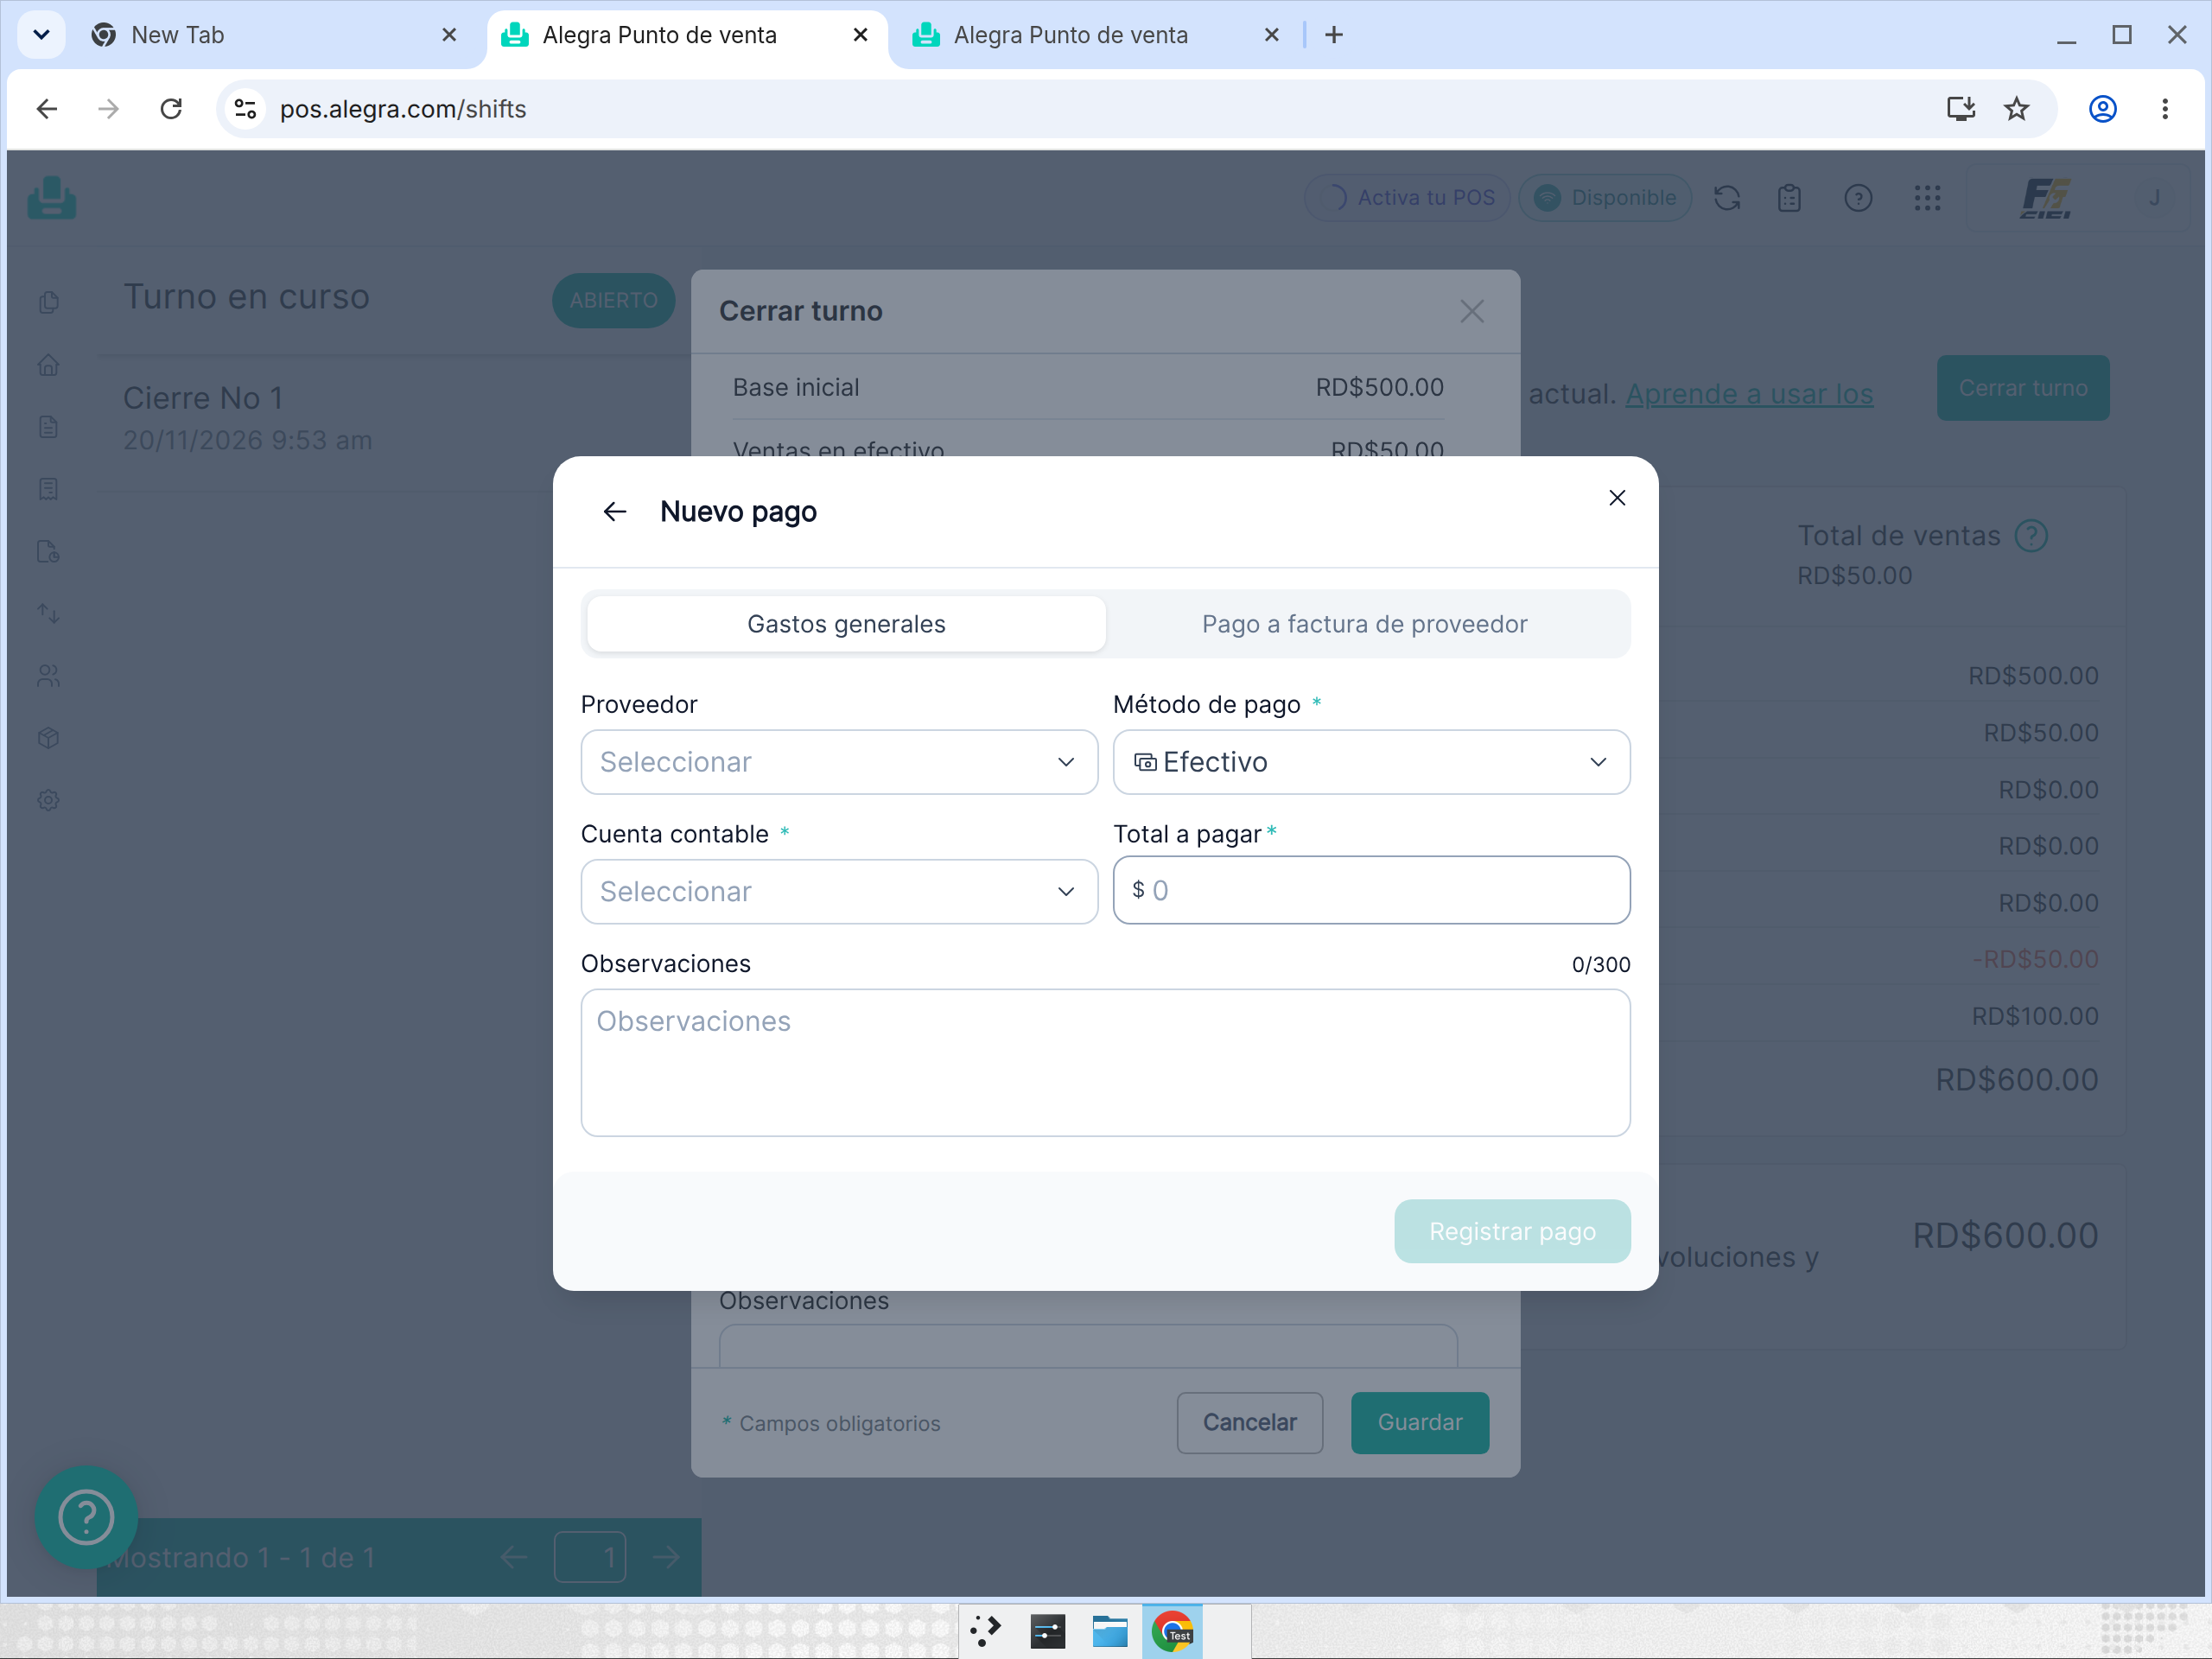 New Tab
Alegra Punto de venta
Alegra Punto de venta
pos.alegra.com/shifts
Activa tu POS
Disponible
J
Turno en curso
ABIERTO
Cierre No 1
20/11/2026 9:53 am
Cerrar turno
Base inicial RD$500.00
Ventas en efectivo RD$50.00
actual. Aprende a usar los
Cerrar turno
Total de ventas
RD$50.00
RD$500.00
RD$50.00
RD$0.00
RD$0.00
RD$0.00
-RD$50.00
RD$100.00
RD$600.00
RD$600.00
voluciones y
Nuevo pago
Gastos generales
Pago a factura de proveedor
Proveedor
Método de pago *
Seleccionar
Efectivo
Cuenta contable *
Total a pagar *
Seleccionar
$ 0
Observaciones
0/300
Observaciones
Registrar pago
Observaciones
* Campos obligatorios
Cancelar
Guardar
Mostrando 1 - 1 de 1
1
Test